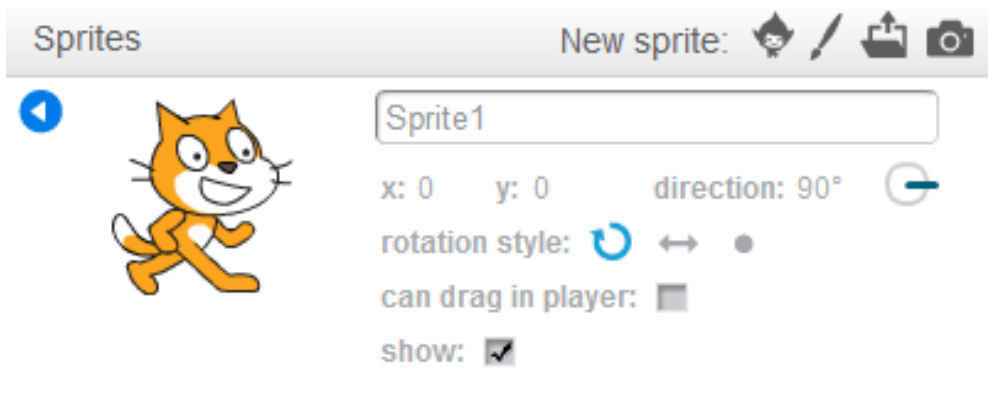 Sprites New sprite:
Sprite1
x: 0 y: 0 direction: 90°
rotation style:
can drag in player:
show: